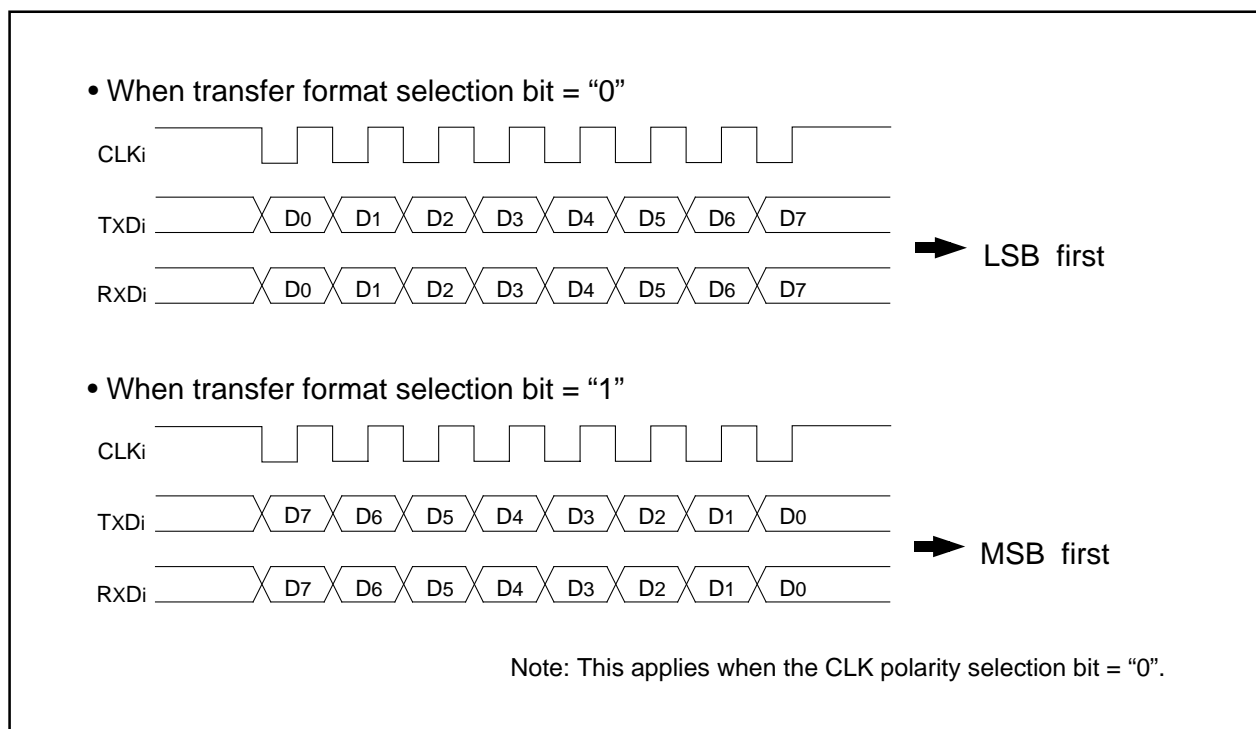 • When transfer format selection bit = “0”
CLKi
TXDi D0 D1 D2 D3 D4 D5 D6 D7
LSB first
RXDi D0 D1 D2 D3 D4 D5 D6 D7
• When transfer format selection bit = “1”
CLKi
TXDi D7 D6 D5 D4 D3 D2 D1 D0
MSB first
RXDi D7 D6 D5 D4 D3 D2 D1 D0
Note: This applies when the CLK polarity selection bit = “0”.